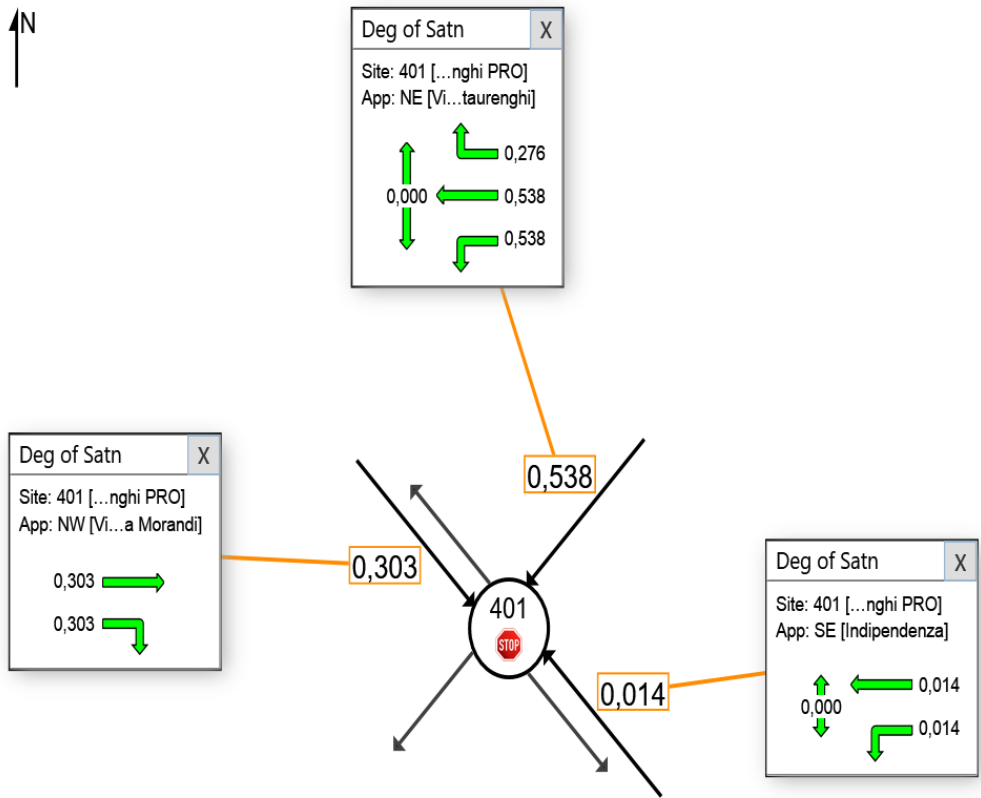 N
Deg of Satn X
Site: 401 [...nghi PRO]
App: NE [Vi...taurenghi]
0,276
0,000 0,538
0,538
0,538
Deg of Satn X
Site: 401 [...nghi PRO]
App: NW [Vi...a Morandi]
0,303
0,303
0,303
401
STOP
0,014
Deg of Satn X
Site: 401 [...nghi PRO]
App: SE [Indipendenza]
0,014
0,000
0,014